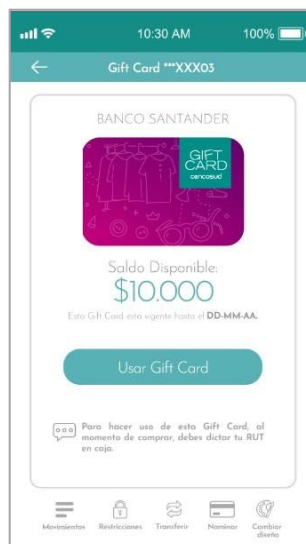 10:30 AM
100%
Gift Card ***XXX03
BANCO SANTANDER
GIFT
CARD
cencosud
Saldo Disponible:
$10.000
Esta Gift Card esta vigente hasta el DD-MM-AA.
Usar Gift Card
Para hacer uso de esta Gift Card, al
momento de comprar, debes dictar tu RUT
en caja.
Movimientos Restricciones Transferir Nominar Cambiar
diseño